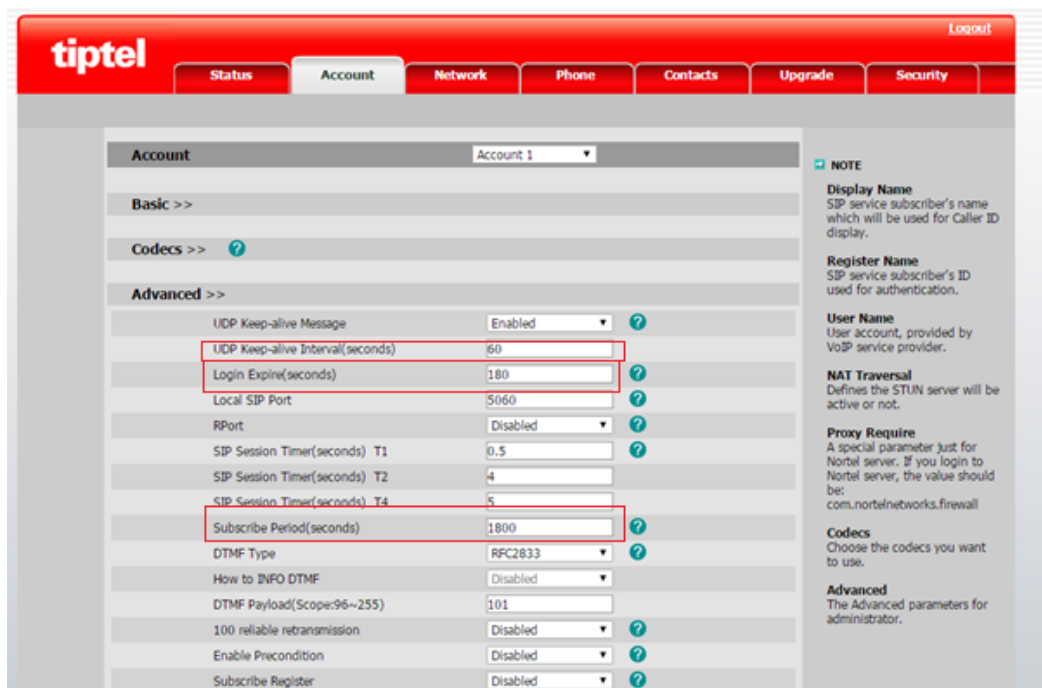 Logout
tiptel
Status Account Network Phone Contacts Upgrade Security
Account Account 1
Basic >>
Codecs >> ?
Advanced >>
UDP Keep-alive Message Enabled ?
UDP Keep-alive Interval(seconds) 60
Login Expire(seconds) 180 ?
Local SIP Port 5060 ?
RPort Disabled ?
SIP Session Timer(seconds) T1 0.5 ?
SIP Session Timer(seconds) T2 4
SIP Session Timer(seconds) T4 5
Subscribe Period(seconds) 1800 ?
DTMF Type RFC2833 ?
How to INFO DTMF Disabled
DTMF Payload(Scope:96~255) 101
100 reliable retransmission Disabled ?
Enable Precondition Disabled ?
Subscribe Register Disabled ?
NOTE
Display Name
SIP service subscriber's name
which will be used for Caller ID
display.
Register Name
SIP service subscriber's ID
used for authentication.
User Name
User account, provided by
VoIP service provider.
NAT Traversal
Defines the STUN server will be
active or not.
Proxy Require
A special parameter just for
Nortel server. If you login to
Nortel server, the value should
be:
com.nortelnetworks.firewall
Codecs
Choose the codecs you want
to use.
Advanced
The Advanced parameters for
administrator.